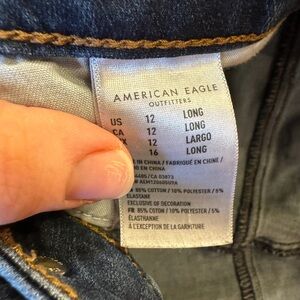 AMERICAN EAGLE
OUTFITTERS
US 12 LONG
CA 12 LONG
12 LARGO
16 LONG
IN CHINA / FABRIQUÉ EN CHINE /
EN CHINA
/CA 03873
85% COTTON / 10% POLYESTER / 5%
ELASTANE
EXCLUSIVE OF DECORATION
FR 85% COTON / 10% POLYESTER / 5%
ÉLASTHANNE
À L'EXCEPTION DE LA GARNITURE